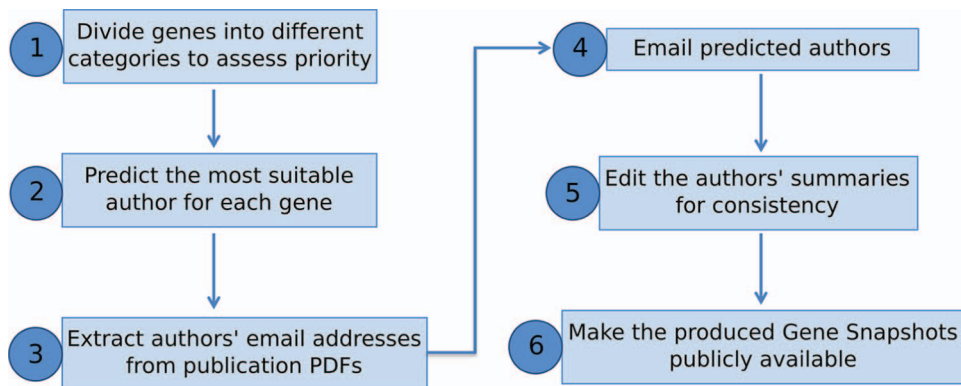 1
Divide genes into different
categories to assess priority
2
Predict the most suitable
author for each gene
3
Extract authors' email addresses
from publication PDFs
4
Email predicted authors
5
Edit the authors' summaries
for consistency
6
Make the produced Gene Snapshots
publicly available